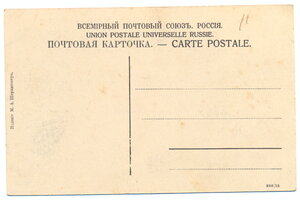 ВСЕМІРНЫЙ ПОЧТОВЫЙ СОЮЗЪ. РОССІЯ.
UNION POSTALE UNIVERSELLE RUSSIE.
ПОЧТОВАЯ КАРТОЧКА. — CARTE POSTALE.
М. А.